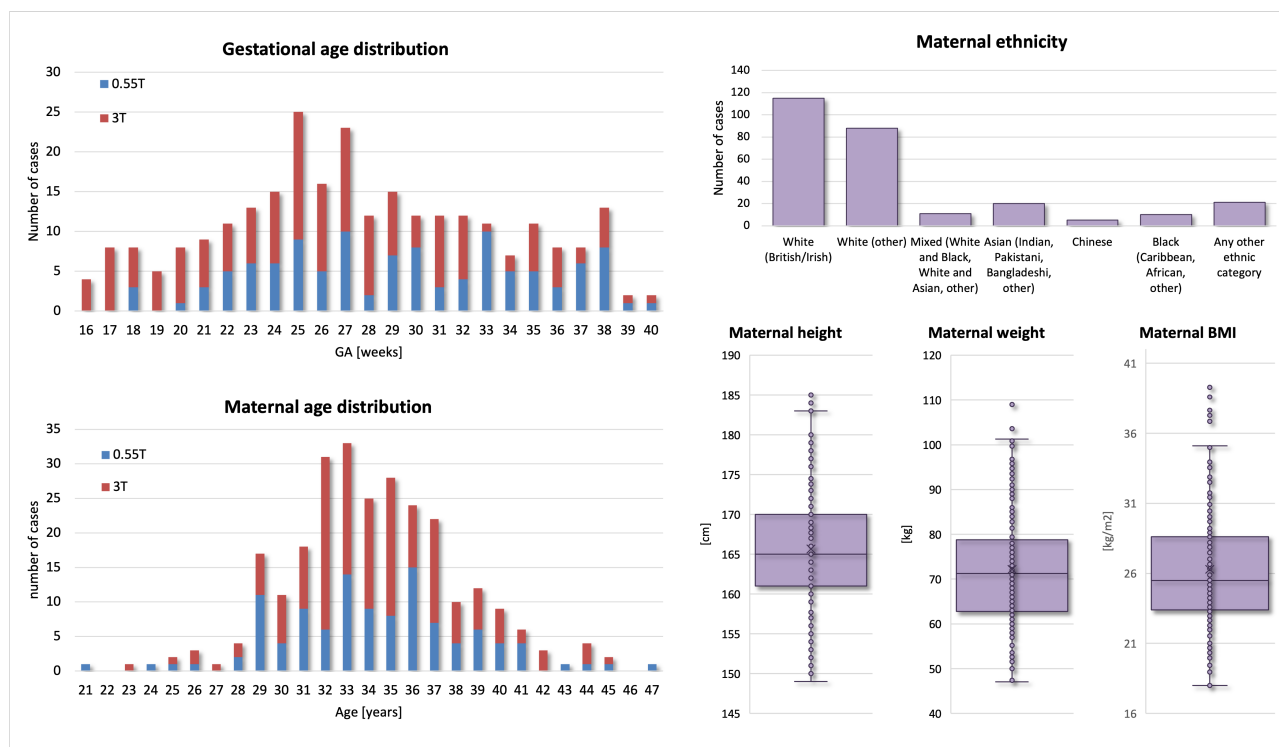 Gestational age distribution
30
25
20
15
10
5
0
Number of cases
0.55T
3T
16 17 18 19 20 21 22 23 24 25 26 27 28 29 30 31 32 33 34 35 36 37 38 39 40
GA [weeks]
Maternal age distribution
35
30
25
20
15
10
5
0
number of cases
0.55T
3T
21 22 23 24 25 26 27 28 29 30 31 32 33 34 35 36 37 38 39 40 41 42 43 44 45 46 47
Age [years]
Maternal ethnicity
140
120
100
80
60
40
20
0
Number of cases
White
(British/Irish)
White (other)
Mixed (White
and Black,
White and
Asian, other)
Asian (Indian,
Pakistani,
Bangladeshi,
other)
Chinese
Black
(Caribbean,
African,
other)
Any other
ethnic
category
Maternal height
190
185
180
175
170
165
160
155
150
145
[cm]
Maternal weight
120
110
100
90
80
70
60
50
40
[kg]
Maternal BMI
41
36
31
26
21
16
[kg/m2]